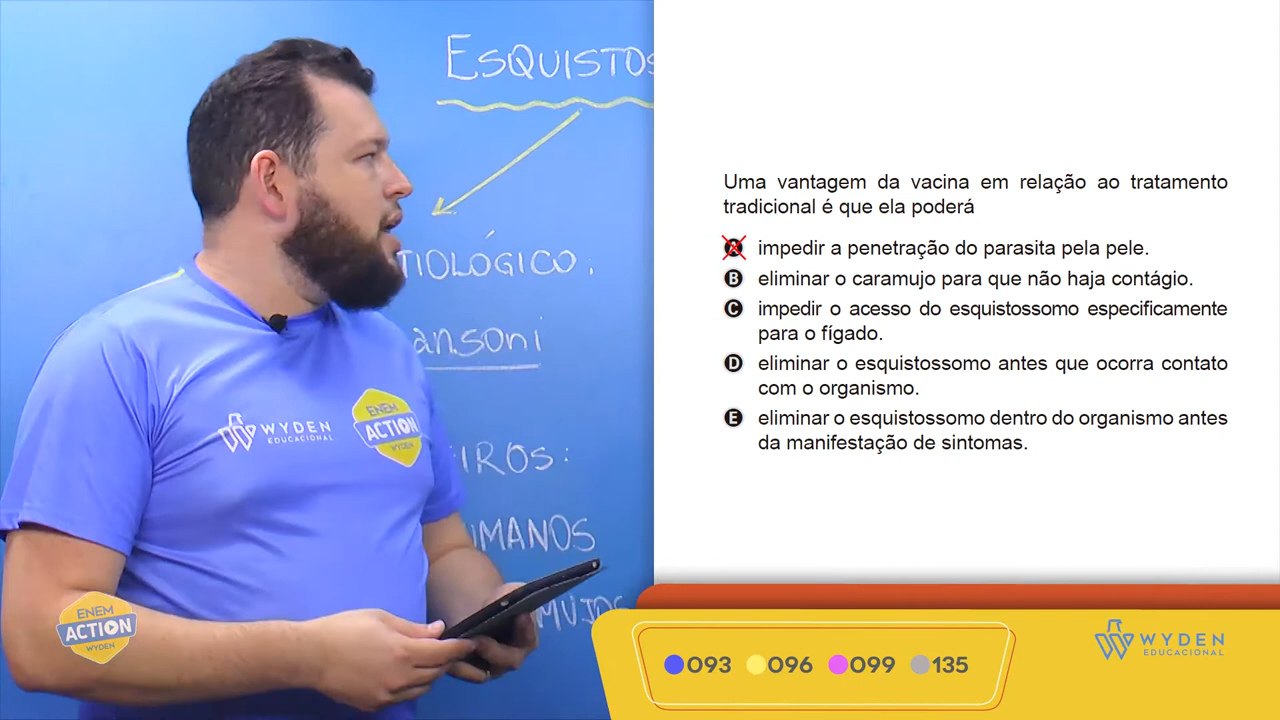 ESQUISTOS
TIOLÓGICO.
ansoni
EIROS:
UMANOS
MUJOS
WYDEN
EDUCACIONAL
ENEM
ACTION
WYDEN
ENEM
ACTION
WYDEN
Uma vantagem da vacina em relação ao tratamento
tradicional é que ela poderá
A impedir a penetração do parasita pela pele.
B eliminar o caramujo para que não haja contágio.
C impedir o acesso do esquistossomo especificamente
para o fígado.
D eliminar o esquistossomo antes que ocorra contato
com o organismo.
E eliminar o esquistossomo dentro do organismo antes
da manifestação de sintomas.
093 096 099 135
WYDEN
EDUCACIONAL